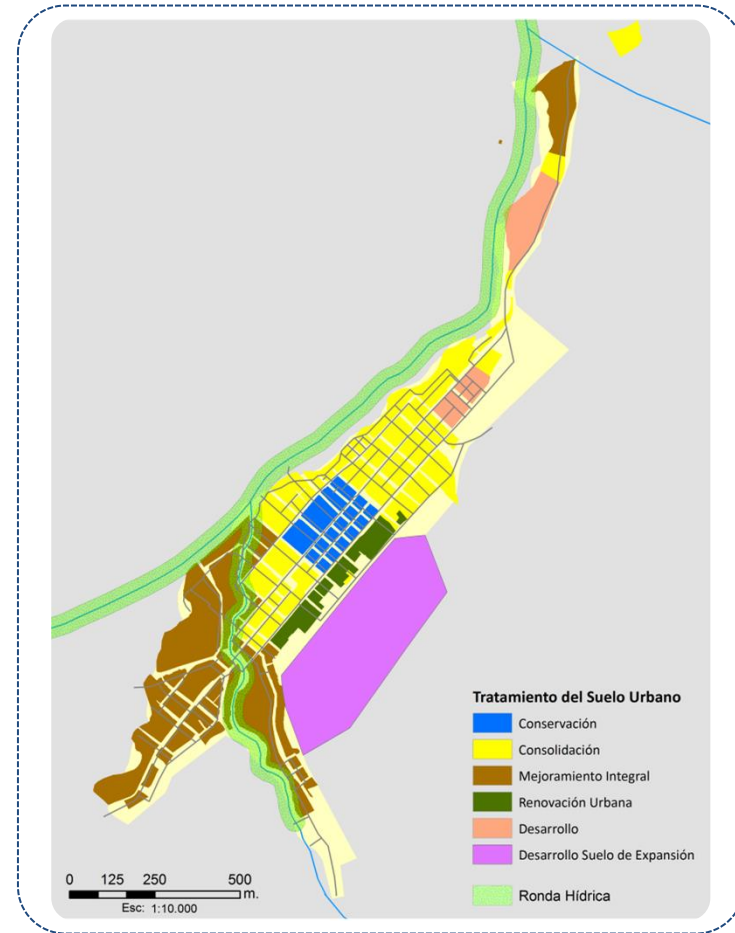 Tratamiento del Suelo Urbano
Conservación
Consolidación
Mejoramiento Integral
Renovación Urbana
Desarrollo
Desarrollo Suelo de Expansión
Ronda Hídrica
0 125 250 500
m.
Esc: 1:10.000